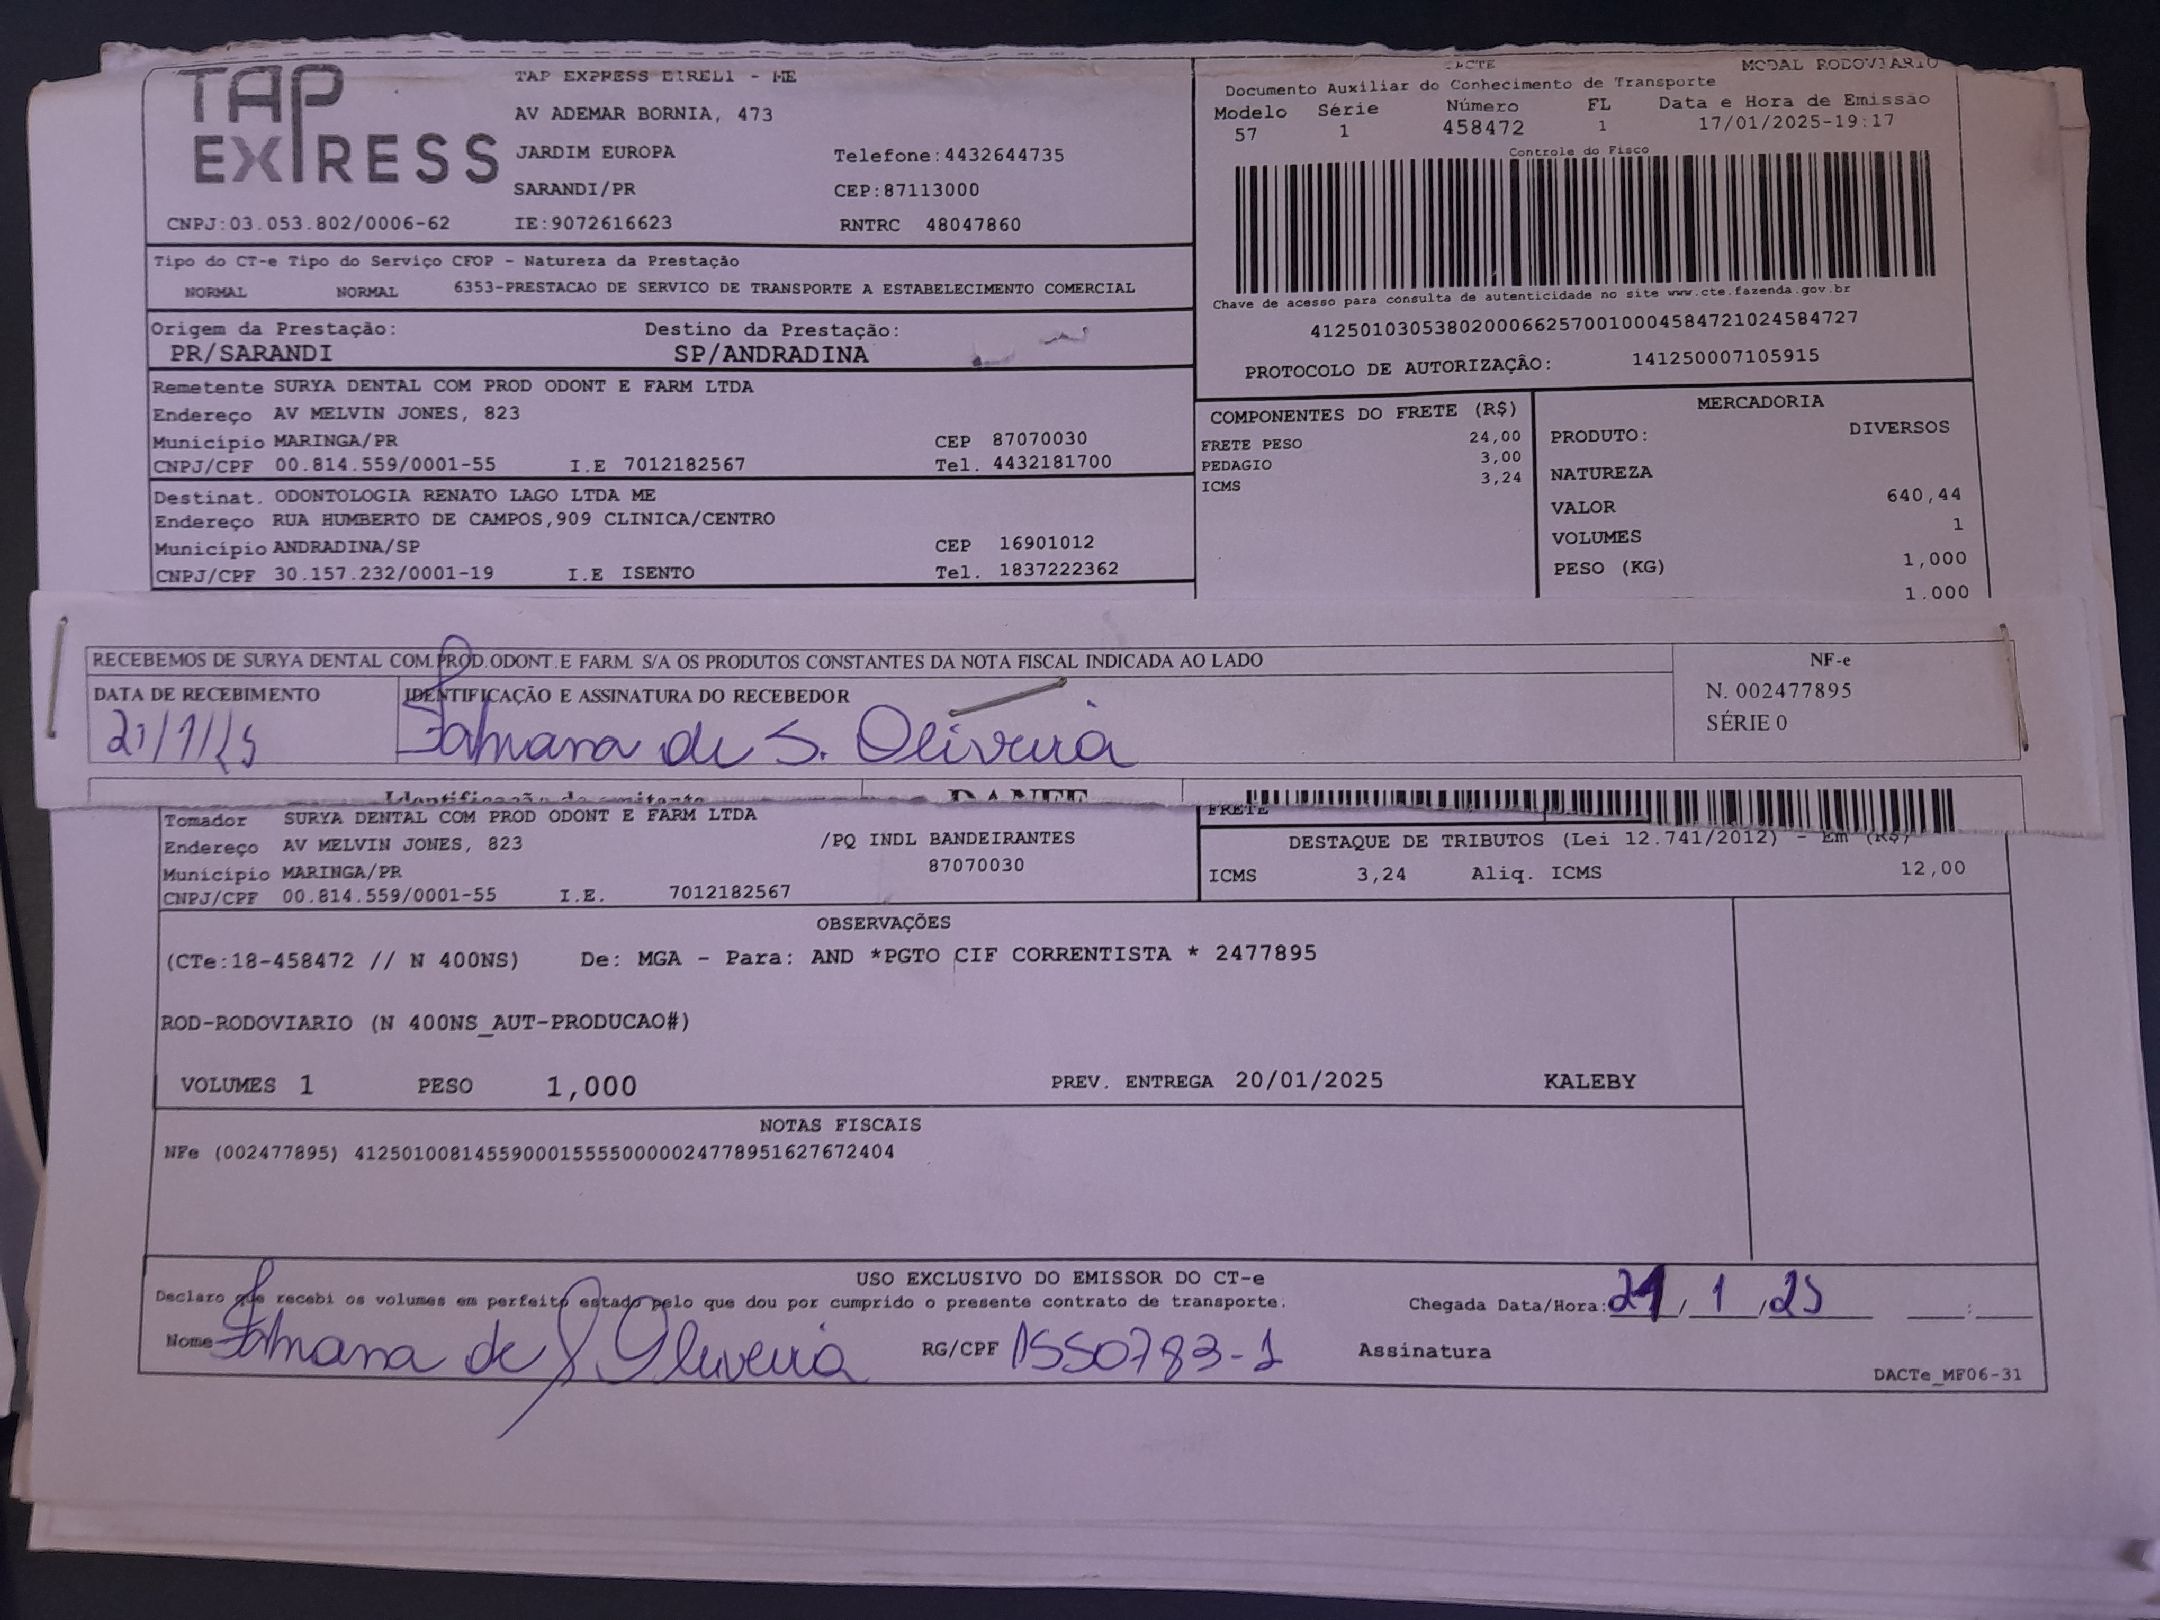 TAP EXPRESS
TAP EXPRESS EIRELI - ME
AV ADEMAR BORNIA, 473
JARDIM EUROPA Telefone:4432644735
SARANDI/PR CEP:87113000
CNPJ:03.053.802/0006-62 IE:9072616623 RNTRC 48047860
DACTE MODAL RODOVIARIO
Documento Auxiliar do Conhecimento de Transporte
Modelo Série Número FL Data e Hora de Emissão
57 1 458472 1 17/01/2025-19:17
Controle do Fisco
Chave de acesso para consulta de autenticidade no site www.cte.fazenda.gov.br
41250103053802000662570010004584721024584727
PROTOCOLO DE AUTORIZAÇÃO: 141250007105915
Tipo do CT-e Tipo do Serviço CFOP - Natureza da Prestação
NORMAL NORMAL 6353-PRESTACAO DE SERVICO DE TRANSPORTE A ESTABELECIMENTO COMERCIAL
Origem da Prestação: Destino da Prestação:
PR/SARANDI SP/ANDRADINA
Remetente SURYA DENTAL COM PROD ODONT E FARM LTDA
Endereço AV MELVIN JONES, 823
Município MARINGA/PR CEP 87070030
CNPJ/CPF 00.814.559/0001-55 I.E 7012182567 Tel. 4432181700
Destinat. ODONTOLOGIA RENATO LAGO LTDA ME
Endereço RUA HUMBERTO DE CAMPOS,909 CLINICA/CENTRO
Município ANDRADINA/SP CEP 16901012
CNPJ/CPF 30.157.232/0001-19 I.E ISENTO Tel. 1837222362
COMPONENTES DO FRETE (R$)
FRETE PESO 24,00
PEDAGIO 3,00
ICMS 3,24
MERCADORIA
PRODUTO: DIVERSOS
NATUREZA
VALOR 640,44
VOLUMES 1
PESO (KG) 1,000
1.000
RECEBEMOS DE SURYA DENTAL COM.PROD.ODONT.E FARM. S/A OS PRODUTOS CONSTANTES DA NOTA FISCAL INDICADA AO LADO
DATA DE RECEBIMENTO IDENTIFICAÇÃO E ASSINATURA DO RECEBEDOR
21/1/25 de S. Oliveira
NF-e
N. 002477895
SÉRIE 0
Identificação do emitente DANFE
FRETE
Tomador SURYA DENTAL COM PROD ODONT E FARM LTDA
Endereço AV MELVIN JONES, 823 /PQ INDL BANDEIRANTES
Município MARINGA/PR 87070030
CNPJ/CPF 00.814.559/0001-55 I.E. 7012182567
DESTAQUE DE TRIBUTOS (Lei 12.741/2012) - Em (R$)
ICMS 3,24 Aliq. ICMS 12,00
OBSERVAÇÕES
(CTe:18-458472 // N 400NS) De: MGA - Para: AND *PGTO CIF CORRENTISTA * 2477895
ROD-RODOVIARIO (N 400NS_AUT-PRODUCAO#)
VOLUMES 1 PESO 1,000 PREV. ENTREGA 20/01/2025 KALEBY
NOTAS FISCAIS
NFe (002477895) 41250100814559000155550000024778951627672404
USO EXCLUSIVO DO EMISSOR DO CT-e
Declaro que recebi os volumes em perfeito estado pelo que dou por cumprido o presente contrato de transporte. Chegada Data/Hora: 21/1/25 :
Nome de S. Oliveira RG/CPF 1550783-1 Assinatura
DACTe_MF06-31